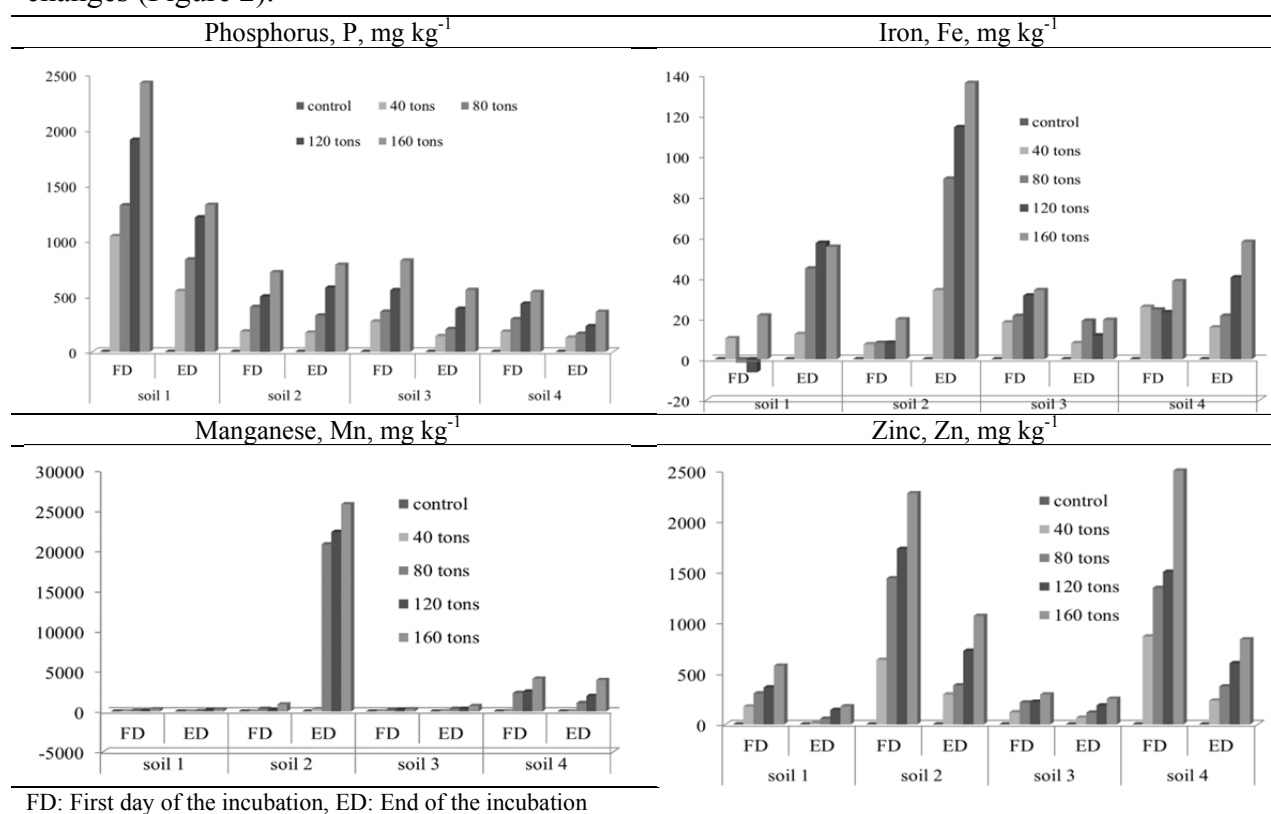 changes (Figure 2).
Phosphorus, P, mg kg-1
Iron, Fe, mg kg-1
2500
2000
1500
1000
500
0
control 40 tons 80 tons
120 tons 160 tons
FD ED FD ED FD ED FD ED
soil 1 soil 2 soil 3 soil 4
140
120
100
80
60
40
20
0
-20
control
40 tons
80 tons
120 tons
160 tons
FD ED FD ED FD ED FD ED
soil 1 soil 2 soil 3 soil 4
Manganese, Mn, mg kg-1
Zinc, Zn, mg kg-1
30000
25000
20000
15000
10000
5000
0
-5000
control
40 tons
80 tons
120 tons
160 tons
FD ED FD ED FD ED FD ED
soil 1 soil 2 soil 3 soil 4
2500
2000
1500
1000
500
0
control
40 tons
80 tons
120 tons
160 tons
FD ED FD ED FD ED FD ED
soil 1 soil 2 soil 3 soil 4
FD: First day of the incubation, ED: End of the incubation